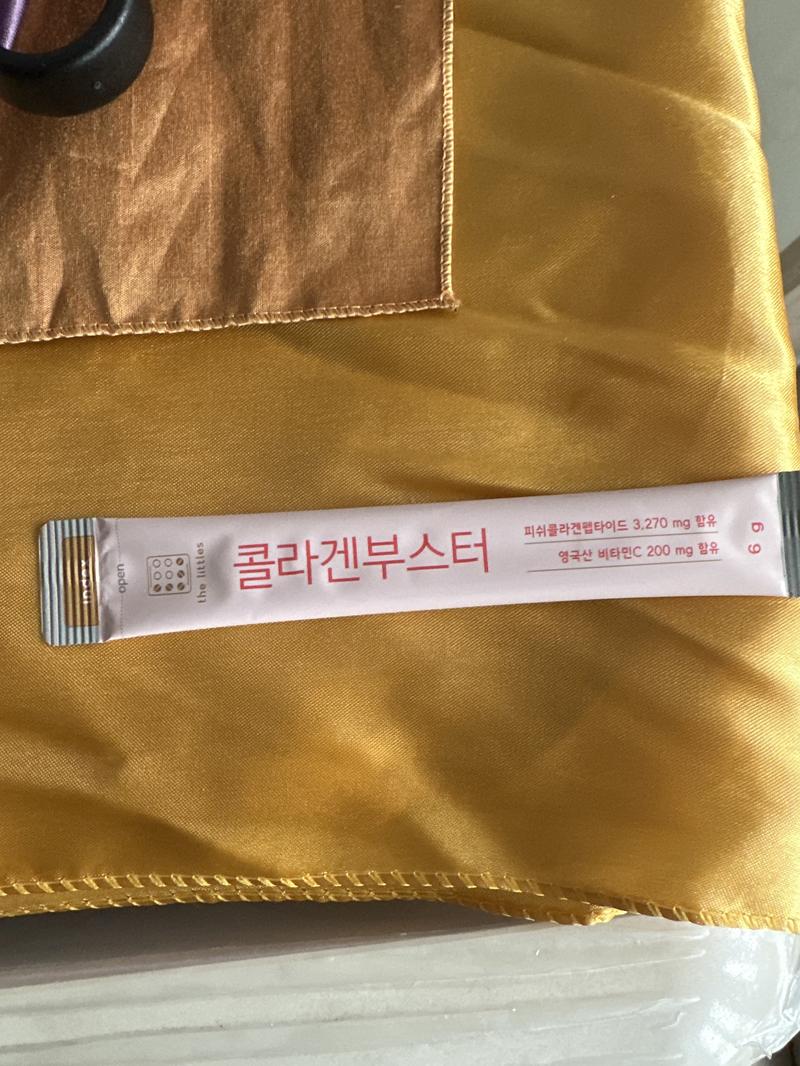 index
open
the littles
콜라겐부스터
피쉬콜라겐펩타이드 3,270 mg 함유
영국산 비타민C 200 mg 함유
6 g